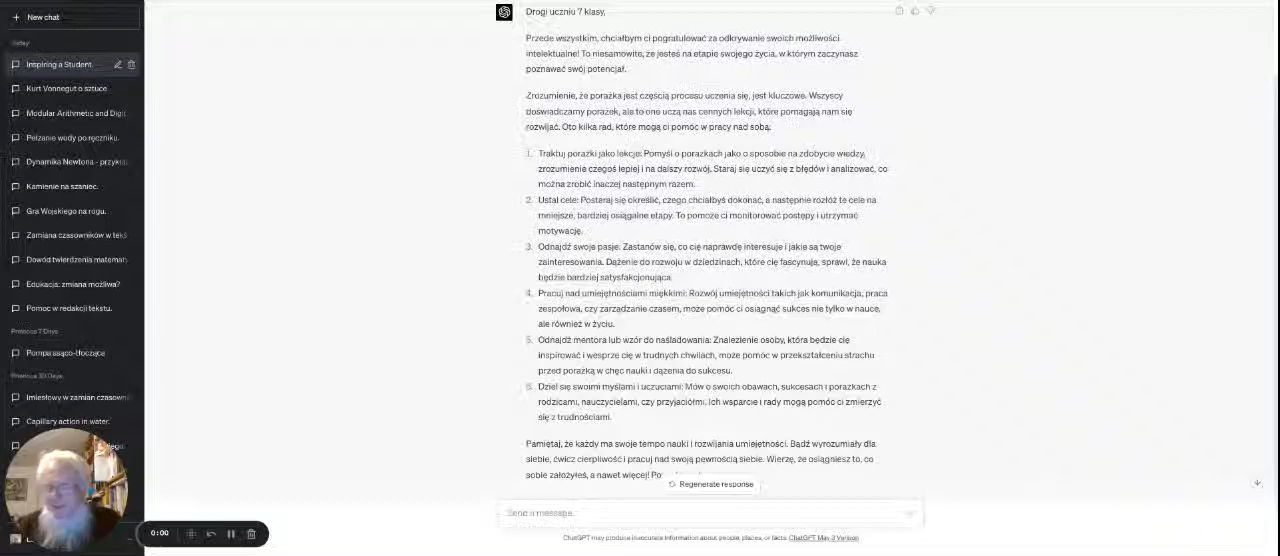 New chat
Today
Inspiring a Student
Kurt Vonnegut o sztuce
Modular Arithmetic and Digit
Pełzanie wody po ręczniku.
Dynamika Newtona - przykła
Kamienie na szaniec.
Gra Wojskiego na rogu.
Zamiana czasowników w teks
Dowód twierdzenia matemat
Edukacja: zmiana możliwa?
Pomoc w redakcji tekstu.
Previous 7 Days
Pompa ssąco-tłocząca
Previous 30 Days
Imiesłowy w zamian czasown
Capillary action in water.
0:00
Drogi uczniu 7 klasy,
Przede wszystkim, chciałbym ci pogratulować za odkrywanie swoich możliwości
intelektualne! To niesamowite, że jesteś na etapie swojego życia, w którym zaczynasz
poznawać swój potencjał.
Zrozumienie, że porażka jest częścią procesu uczenia się, jest kluczowe. Wszyscy
doświadczamy porażek, ale to one uczą nas cennych lekcji, które pomagają nam się
rozwijać. Oto kilka rad, które mogą ci pomóc w pracy nad sobą:
1. Traktuj porażki jako lekcje: Pomyśl o porażkach jako o sposobie na zdobycie wiedzy,
zrozumienie czegoś lepiej i na dalszy rozwój. Staraj się uczyć się z błędów i analizować, co
można zrobić inaczej następnym razem.
2. Ustal cele: Postaraj się określić, czego chciałbyś dokonać, a następnie rozłóż te cele na
mniejsze, bardziej osiągalne etapy. To pomoże ci monitorować postępy i utrzymać
motywację.
3. Odnajdź swoje pasje: Zastanów się, co cię naprawdę interesuje i jakie są twoje
zainteresowania. Dążenie do rozwoju w dziedzinach, które cię fascynują, sprawi, że nauka
będzie bardziej satysfakcjonująca.
4. Pracuj nad umiejętnościami miękkimi: Rozwój umiejętności takich jak komunikacja, praca
zespołowa, czy zarządzanie czasem, może pomóc ci osiągnąć sukces nie tylko w nauce,
ale również w życiu.
5. Odnajdź mentora lub wzór do naśladowania: Znalezienie osoby, która będzie cię
inspirować i wesprze cię w trudnych chwilach, może pomóc w przekształceniu strachu
przed porażką w chęć nauki i dążenia do sukcesu.
6. Dziel się swoimi myślami i uczuciami: Mów o swoich obawach, sukcesach i porażkach z
rodzicami, nauczycielami, czy przyjaciółmi. Ich wsparcie i rady mogą pomóc ci zmierzyć
się z trudnościami.
Pamiętaj, że każdy ma swoje tempo nauki i rozwijania umiejętności. Bądź wyrozumiały dla
siebie, ćwicz cierpliwość i pracuj nad swoją pewnością siebie. Wierzę, że osiągniesz to, co
sobie założyłeś, a nawet więcej! Po
Regenerate response
Send a message.
ChatGPT may produce inaccurate information about people, places, or facts. ChatGPT May 3 Version